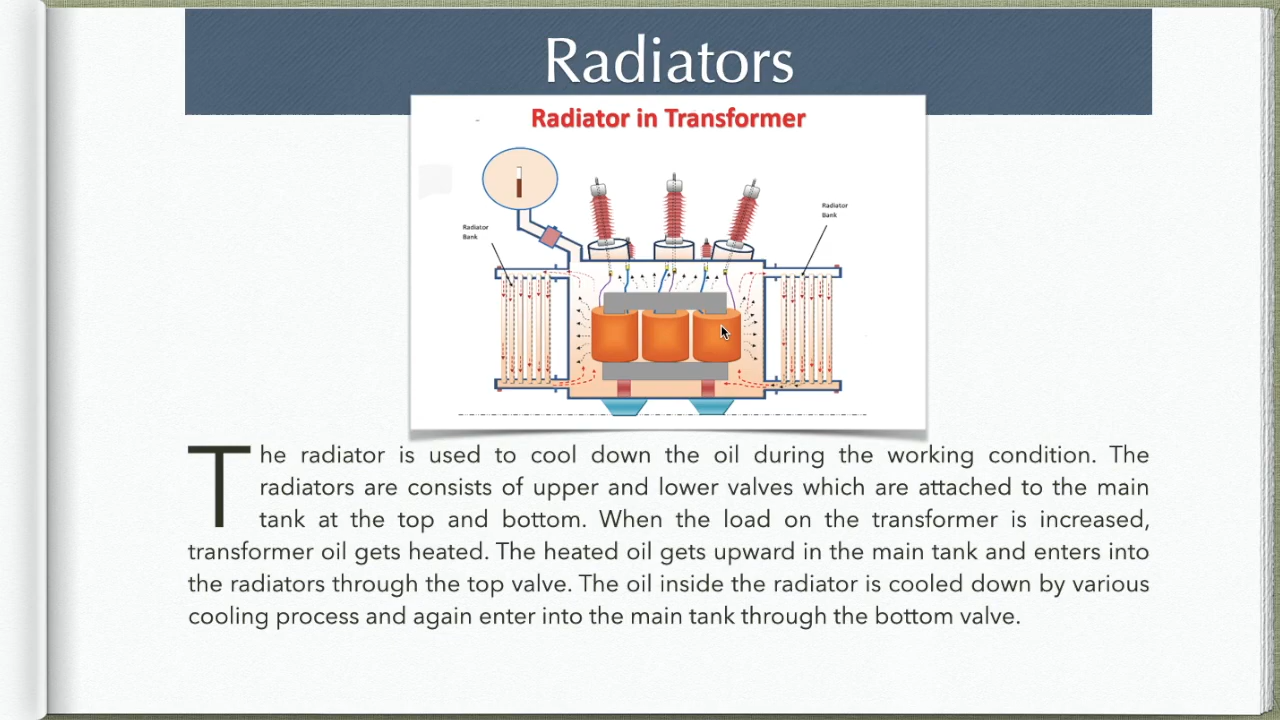 Radiators
Radiator in Transformer
Radiator
Bank
Radiator
Bank
The radiator is used to cool down the oil during the working condition. The
radiators are consists of upper and lower valves which are attached to the main
tank at the top and bottom. When the load on the transformer is increased,
transformer oil gets heated. The heated oil gets upward in the main tank and enters into
the radiators through the top valve. The oil inside the radiator is cooled down by various
cooling process and again enter into the main tank through the bottom valve.